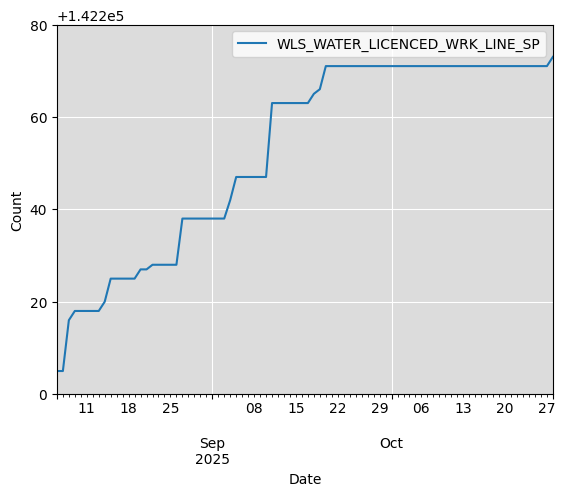 +1.422e5
WLS_WATER_LICENCED_WRK_LINE_SP
80
60
40
20
0
Count
11 18 25 08 15 22 29 06 13 20 27
Sep Oct
2025
Date